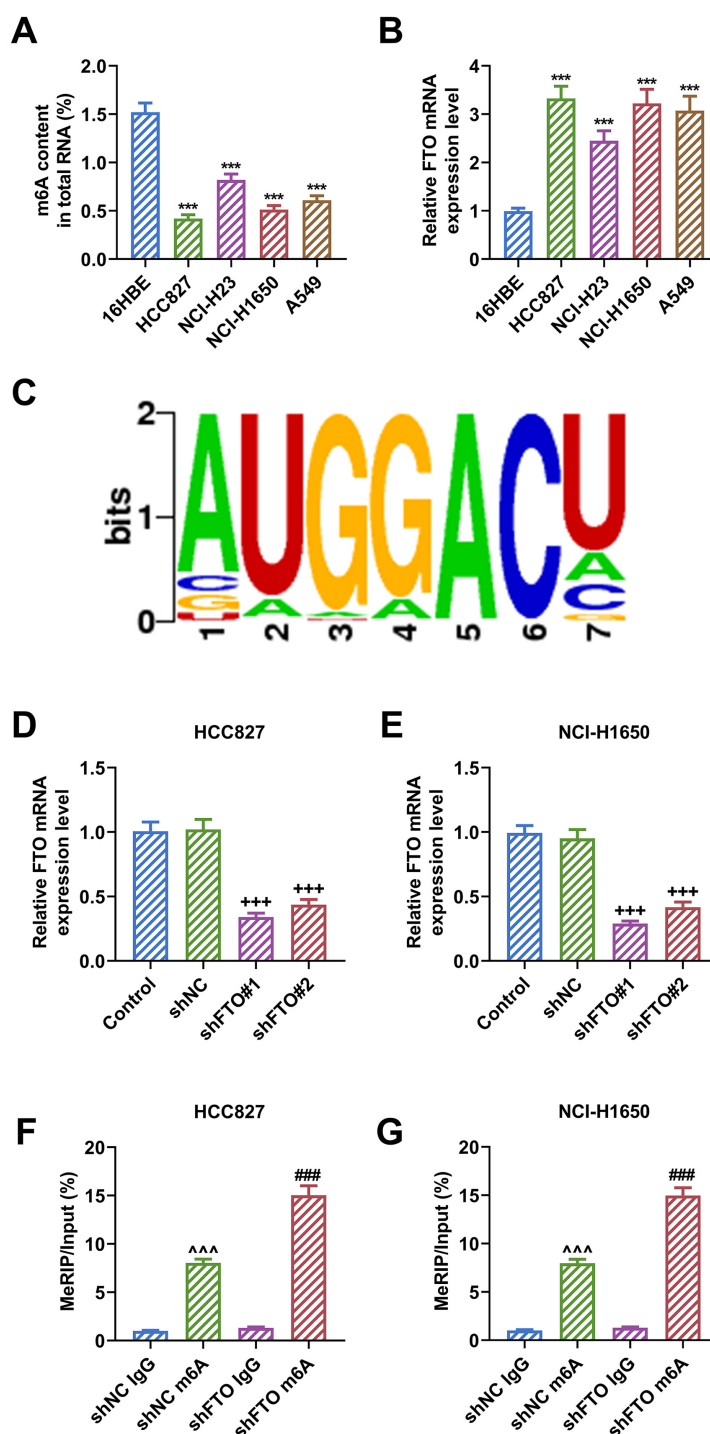 A
m6A content
in total RNA (%)
2.0
1.5
1.0
0.5
0.0
***
***
***
***
16HBE
HCC827
NCI-H23
NCI-H1650
A549
B
Relative FTO mRNA
expression level
4
3
2
1
0
***
***
***
***
16HBE
HCC827
NCI-H23
NCI-H1650
A549
C
bits
2
1
0
A U G G A C U
C A A A A
G C
U G
1 2 3 4 5 6 7
D
HCC827
Relative FTO mRNA
expression level
1.5
1.0
0.5
0.0
+++
+++
Control
shNC
shFTO#1
shFTO#2
E
NCI-H1650
Relative FTO mRNA
expression level
1.5
1.0
0.5
0.0
+++
+++
Control
shNC
shFTO#1
shFTO#2
F
HCC827
MeRIP/Input (%)
20
15
10
5
0
^^^
###
shNC IgG
shNC m6A
shFTO IgG
shFTO m6A
G
NCI-H1650
MeRIP/Input (%)
20
15
10
5
0
^^^
###
shNC IgG
shNC m6A
shFTO IgG
shFTO m6A